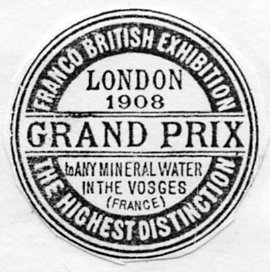 FRANCO BRITISH EXHIBITION
LONDON
1908
GRAND PRIX
to ANY MINERAL WATER
IN THE VOSGES
(FRANCE)
THE HIGHEST DISTINCTION